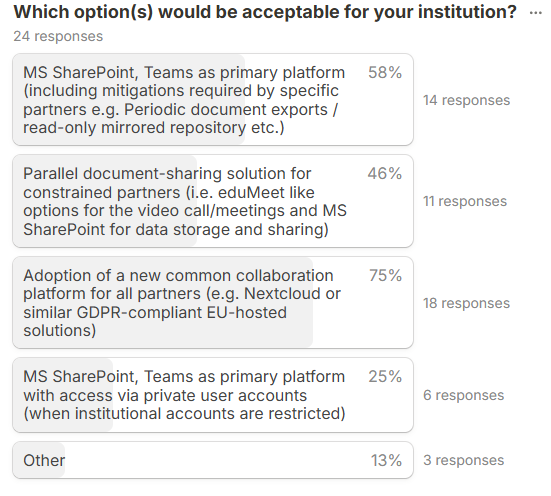 Which option(s) would be acceptable for your institution? ...
24 responses
MS SharePoint, Teams as primary platform 58%
(including mitigations required by specific
partners e.g. Periodic document exports /
read-only mirrored repository etc.)
14 responses
Parallel document-sharing solution for 46%
constrained partners (i.e. eduMeet like
options for the video call/meetings and MS
SharePoint for data storage and sharing)
11 responses
Adoption of a new common collaboration 75%
platform for all partners (e.g. Nextcloud or
similar GDPR-compliant EU-hosted
solutions)
18 responses
MS SharePoint, Teams as primary platform 25%
with access via private user accounts
(when institutional accounts are restricted)
6 responses
Other 13%
3 responses